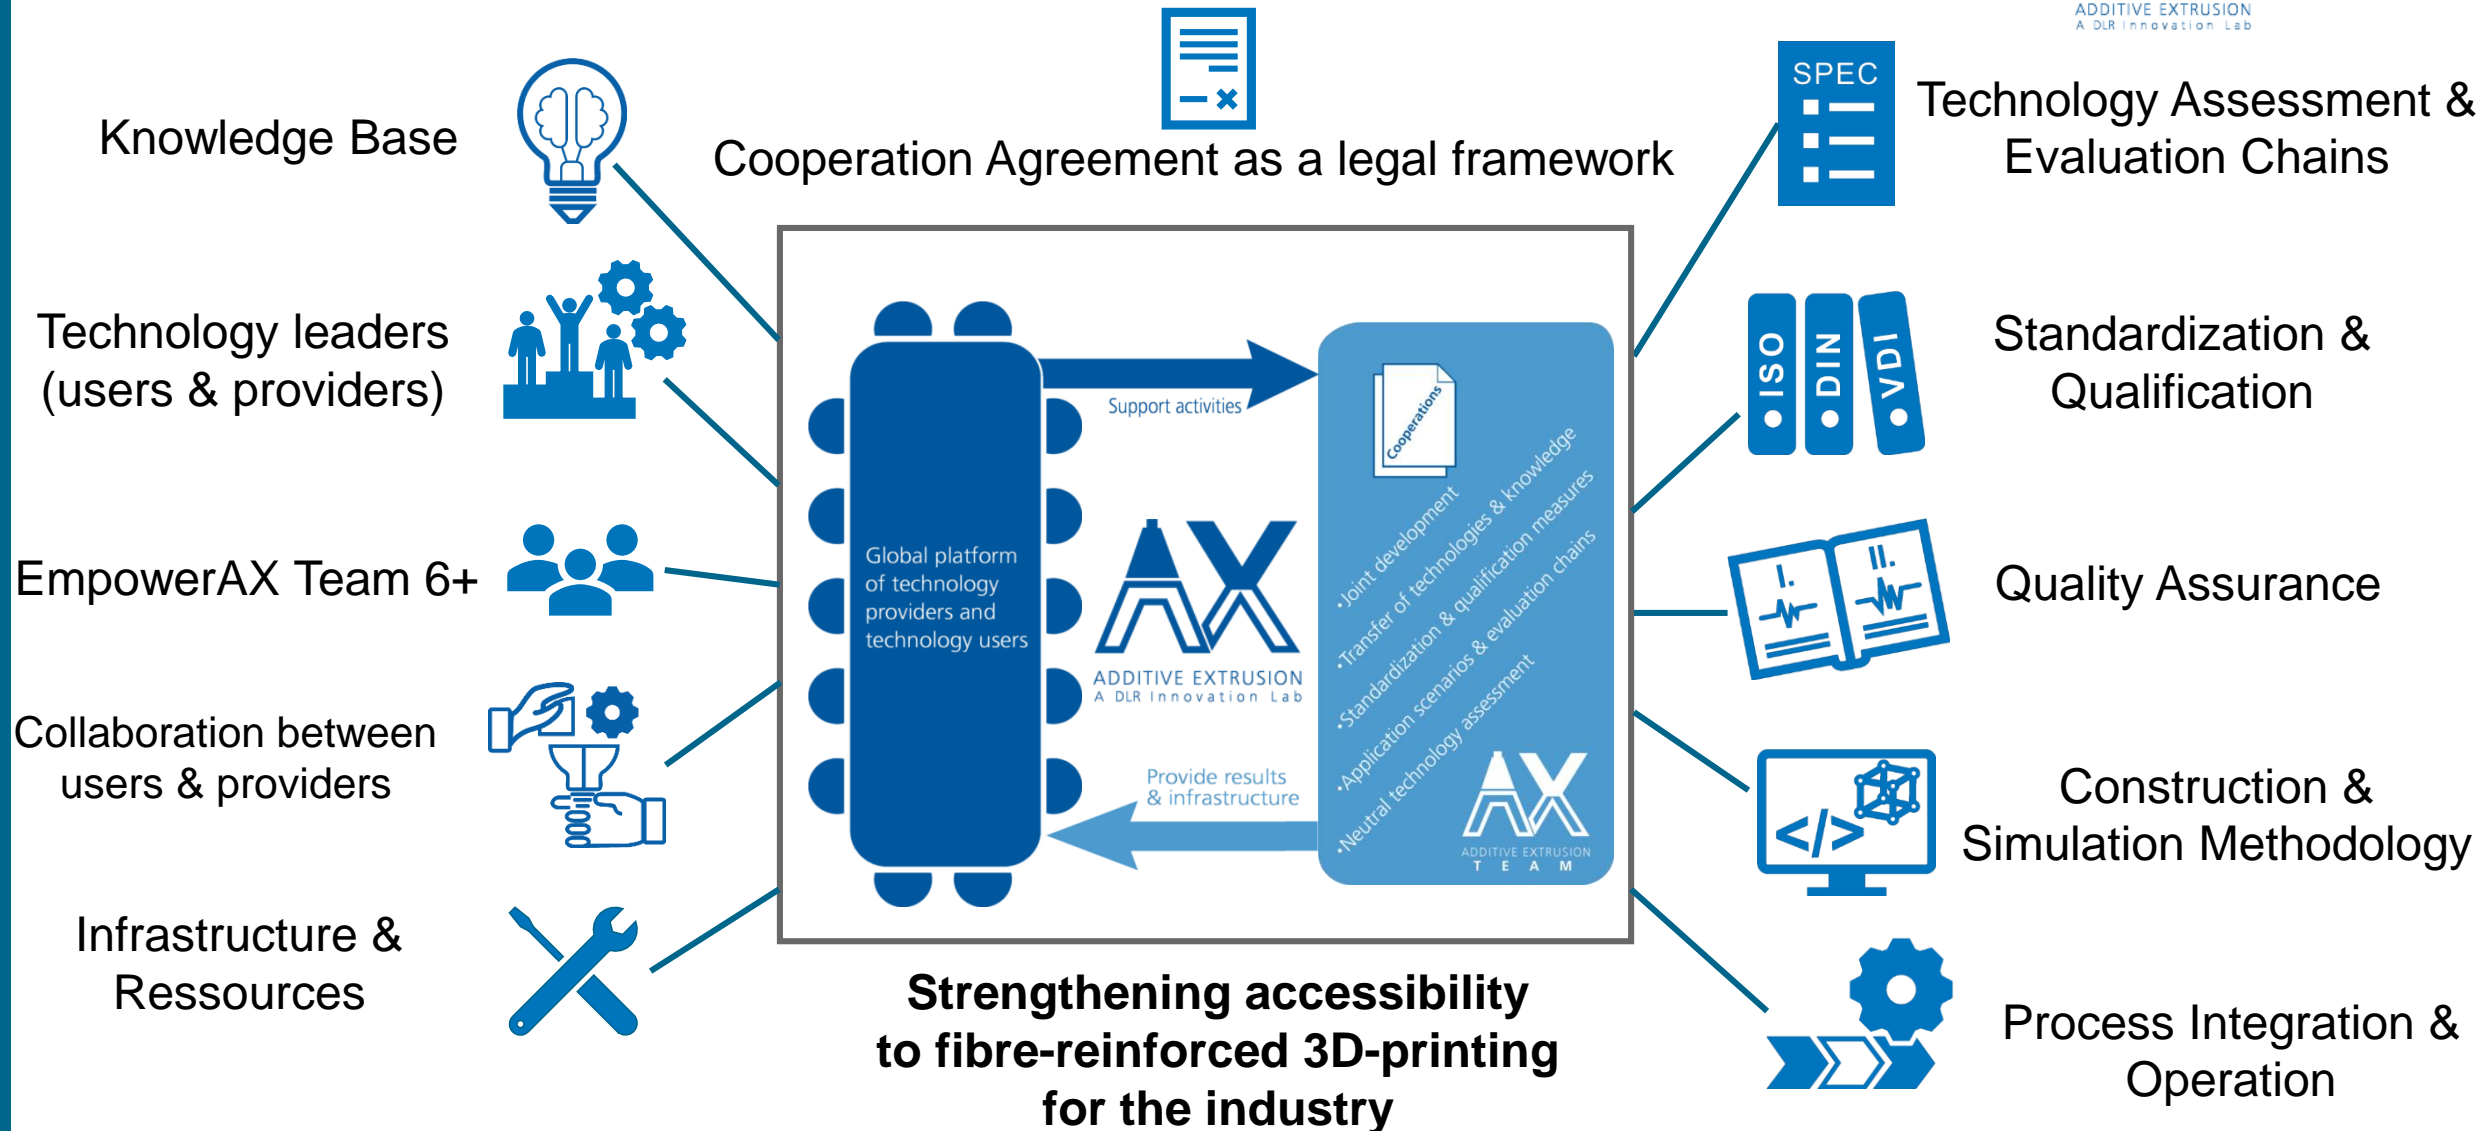 ADDITIVE EXTRUSION
A DLR Innovation Lab
Knowledge Base
Technology leaders
(users & providers)
EmpowerAX Team 6+
Collaboration between
users & providers
Infrastructure &
Ressources
Cooperation Agreement as a legal framework
Global platform
of technology
providers and
technology users
Support activities
AX
ADDITIVE EXTRUSION
A DLR Innovation Lab
Provide results
& infrastructure
Cooperations
•Joint development
•Transfer of technologies & knowledge
•Standardization & qualification measures
•Application scenarios & evaluation chains
•Neutral technology assessment
AX
ADDITIVE EXTRUSION
TEAM
Strengthening accessibility
to fibre-reinforced 3D-printing
for the industry
SPEC
Technology Assessment &
Evaluation Chains
ISO
DIN
VDI
Standardization &
Qualification
I.
II.
Quality Assurance
</>
Construction &
Simulation Methodology
Process Integration &
Operation